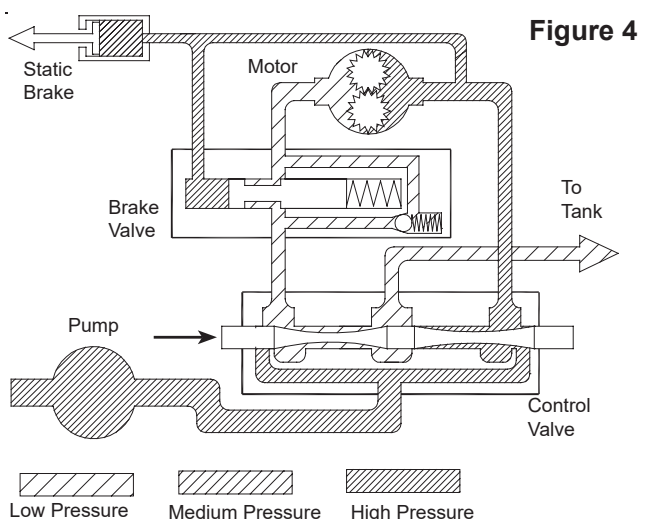 Figure 4
Static
Brake
Motor
To
Tank
Brake
Valve
Pump
Control
Valve
Low Pressure
Medium Pressure
High Pressure